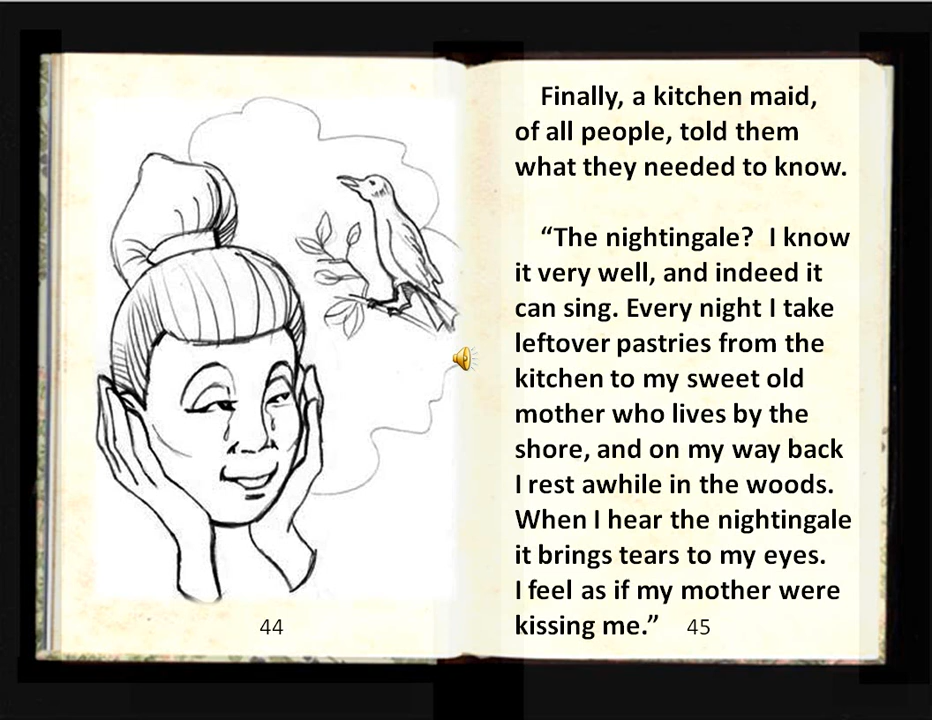 Finally, a kitchen maid,
of all people, told them
what they needed to know.
“The nightingale?  I know
it very well, and indeed it
can sing. Every night I take
leftover pastries from the
kitchen to my sweet old
mother who lives by the
shore, and on my way back
I rest awhile in the woods.
When I hear the nightingale
it brings tears to my eyes.
I feel as if my mother were
kissing me.”
44
45